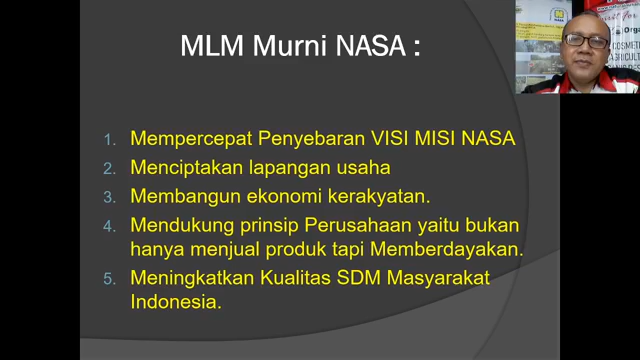 MLM Murni NASA :
1. Mempercepat Penyebaran VISI MISI NASA
2. Menciptakan lapangan usaha
3. Membangun ekonomi kerakyatan.
4. Mendukung prinsip Perusahaan yaitu bukan
hanya menjual produk tapi Memberdayakan.
5. Meningkatkan Kualitas SDM Masyarakat
Indonesia.